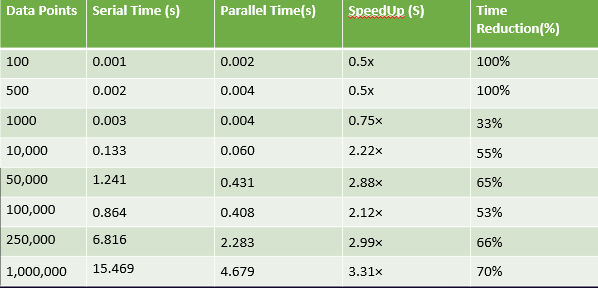 Data Points Serial Time (s) Parallel Time(s) SpeedUp (S) Time
Reduction(%)
100 0.001 0.002 0.5x 100%
500 0.002 0.004 0.5x 100%
1000 0.003 0.004 0.75× 33%
10,000 0.133 0.060 2.22× 55%
50,000 1.241 0.431 2.88× 65%
100,000 0.864 0.408 2.12× 53%
250,000 6.816 2.283 2.99× 66%
1,000,000 15.469 4.679 3.31× 70%